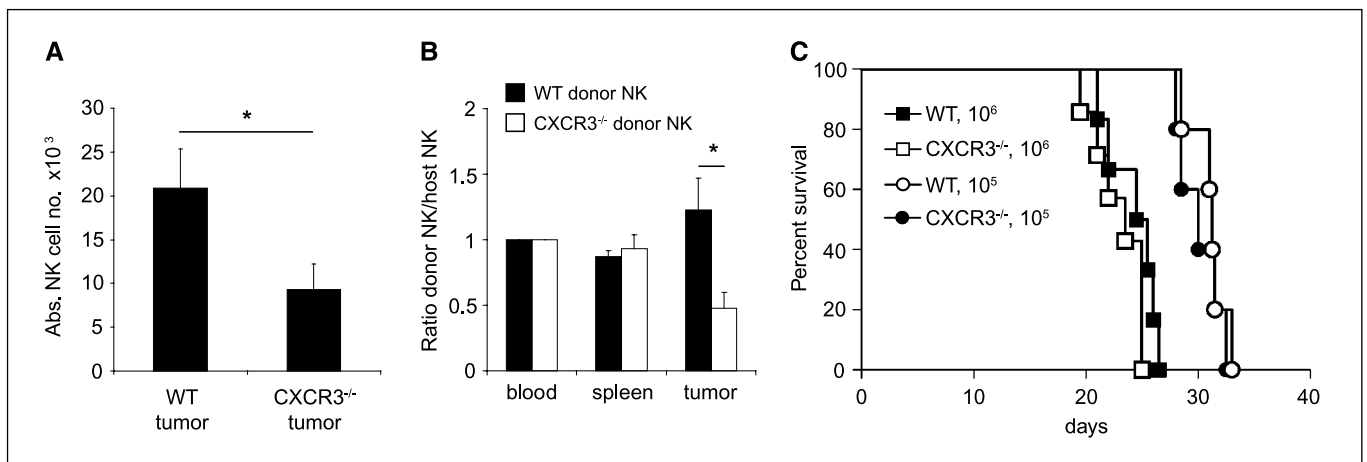 A
Abs. NK cell no. x10³
30
25
20
15
10
5
0
*
WT
tumor
CXCR3-/-
tumor
B
WT donor NK
CXCR3-/- donor NK
Ratio donor NK/host NK
2
1.5
1
0.5
0
*
blood
spleen
tumor
C
Percent survival
100
80
60
40
20
0
WT, 10⁶
CXCR3-/-, 10⁶
WT, 10⁵
CXCR3-/-, 10⁵
0
10
20
30
40
days